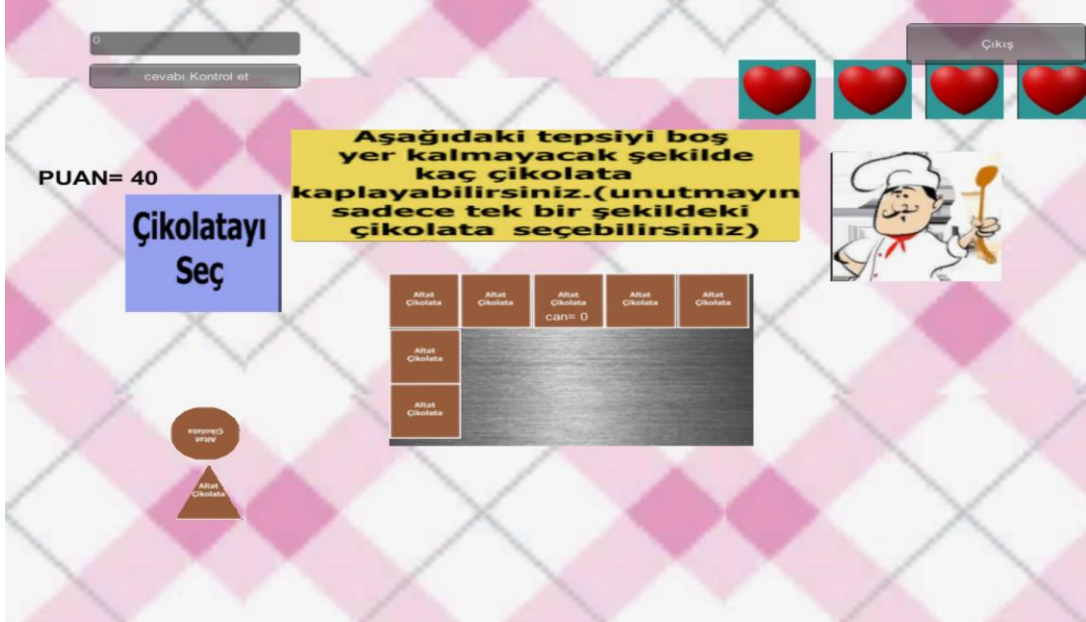 0
cevabı Kontrol et
Çıkış
PUAN= 40
Çikolatayı
Seç
Aşağıdaki tepsiyi boş
yer kalmayacak şekilde
kaç çikolata
kaplayabilirsiniz.(unutmayın
sadece tek bir şekildeki
çikolata seçebilirsiniz)
Altat
Çikolata
Altat
Çikolata
Altat
Çikolata
can= 0
Altat
Çikolata
Altat
Çikolata
Altat
Çikolata
Altat
Çikolata
Altat
Çikolata
Altat
Çikolata